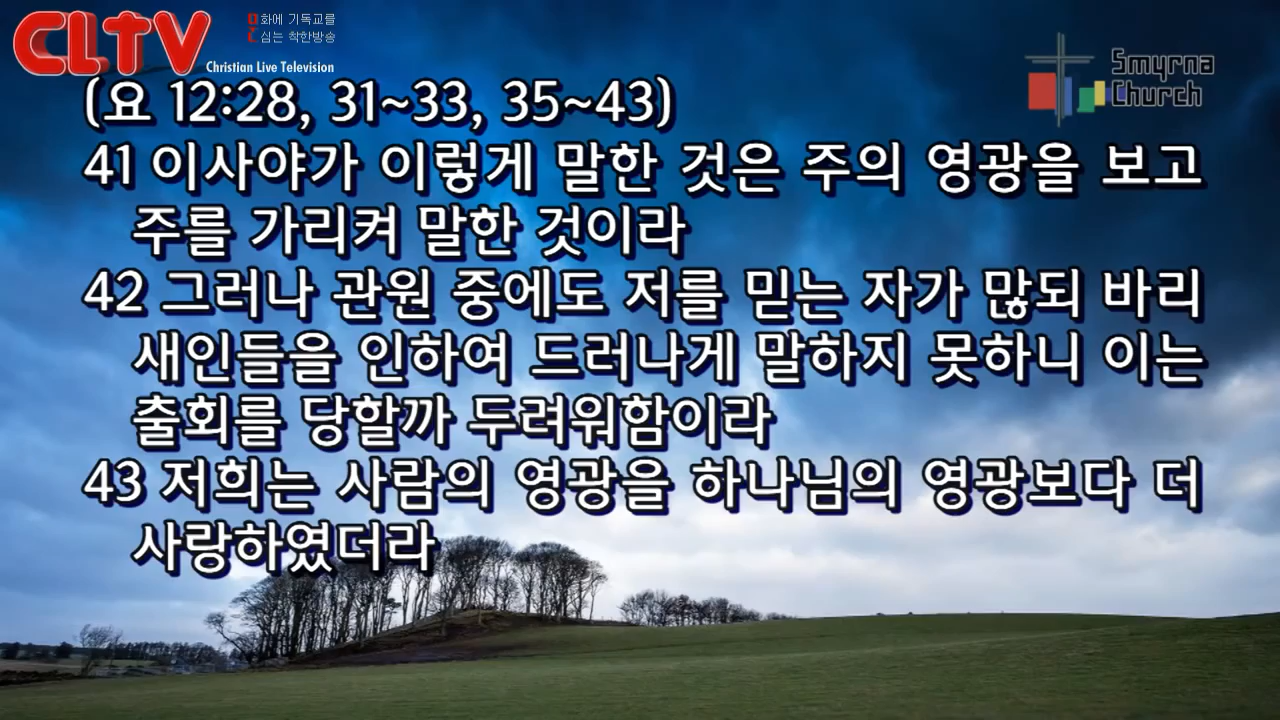 CLTV
문화에 기독교를
심는 착한방송
Christian Live Television
Smyrna
Church
(요 12:28, 31~33, 35~43)
41 이사야가 이렇게 말한 것은 주의 영광을 보고
주를 가리켜 말한 것이라
42 그러나 관원 중에도 저를 믿는 자가 많되 바리
새인들을 인하여 드러나게 말하지 못하니 이는
출회를 당할까 두려워함이라
43 저희는 사람의 영광을 하나님의 영광보다 더
사랑하였더라